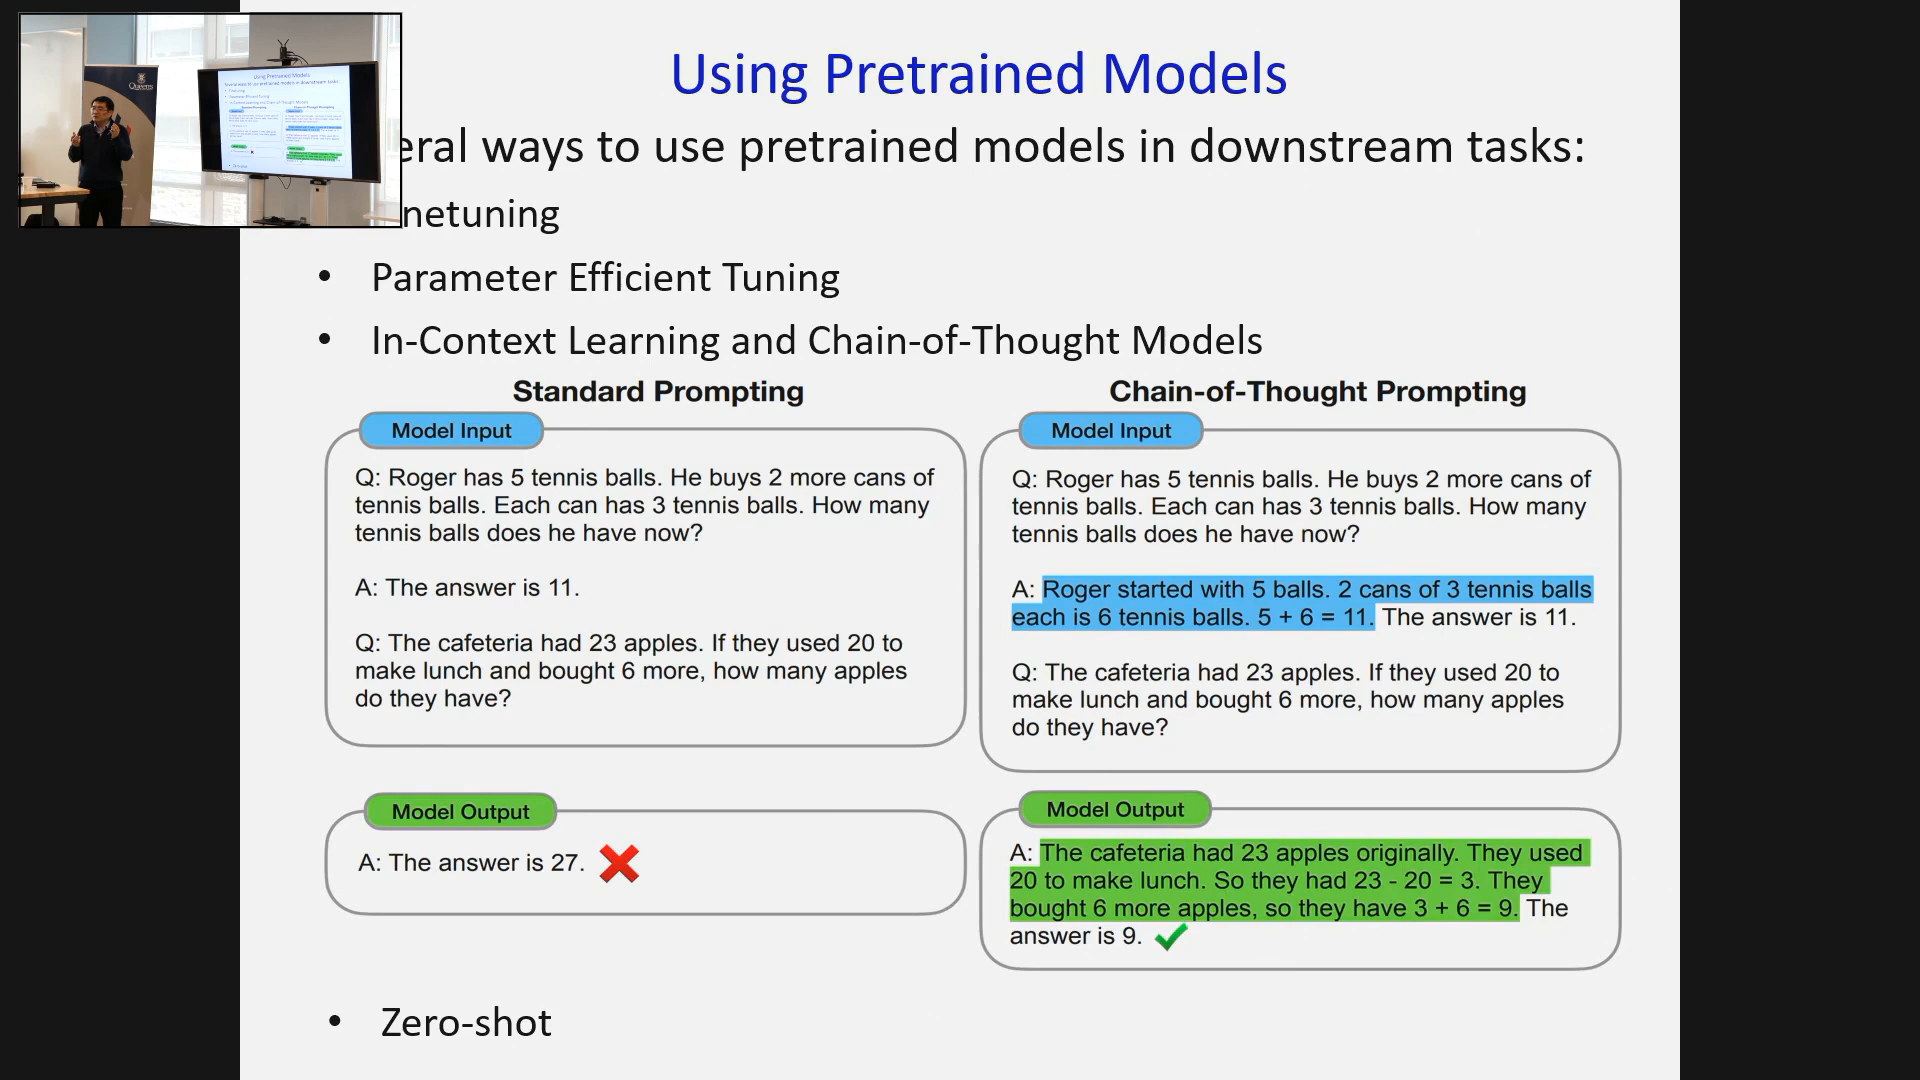 Using Pretrained Models
eral ways to use pretrained models in downstream tasks:
netuning
• Parameter Efficient Tuning
• In-Context Learning and Chain-of-Thought Models
Standard Prompting
Model Input
Q: Roger has 5 tennis balls. He buys 2 more cans of
tennis balls. Each can has 3 tennis balls. How many
tennis balls does he have now?
A: The answer is 11.
Q: The cafeteria had 23 apples. If they used 20 to
make lunch and bought 6 more, how many apples
do they have?
Model Output
A: The answer is 27.
Chain-of-Thought Prompting
Model Input
Q: Roger has 5 tennis balls. He buys 2 more cans of
tennis balls. Each can has 3 tennis balls. How many
tennis balls does he have now?
A: Roger started with 5 balls. 2 cans of 3 tennis balls
each is 6 tennis balls. 5 + 6 = 11. The answer is 11.
Q: The cafeteria had 23 apples. If they used 20 to
make lunch and bought 6 more, how many apples
do they have?
Model Output
A: The cafeteria had 23 apples originally. They used
20 to make lunch. So they had 23 - 20 = 3. They
bought 6 more apples, so they have 3 + 6 = 9. The
answer is 9.
• Zero-shot
Queen's
Using Pretrained Models